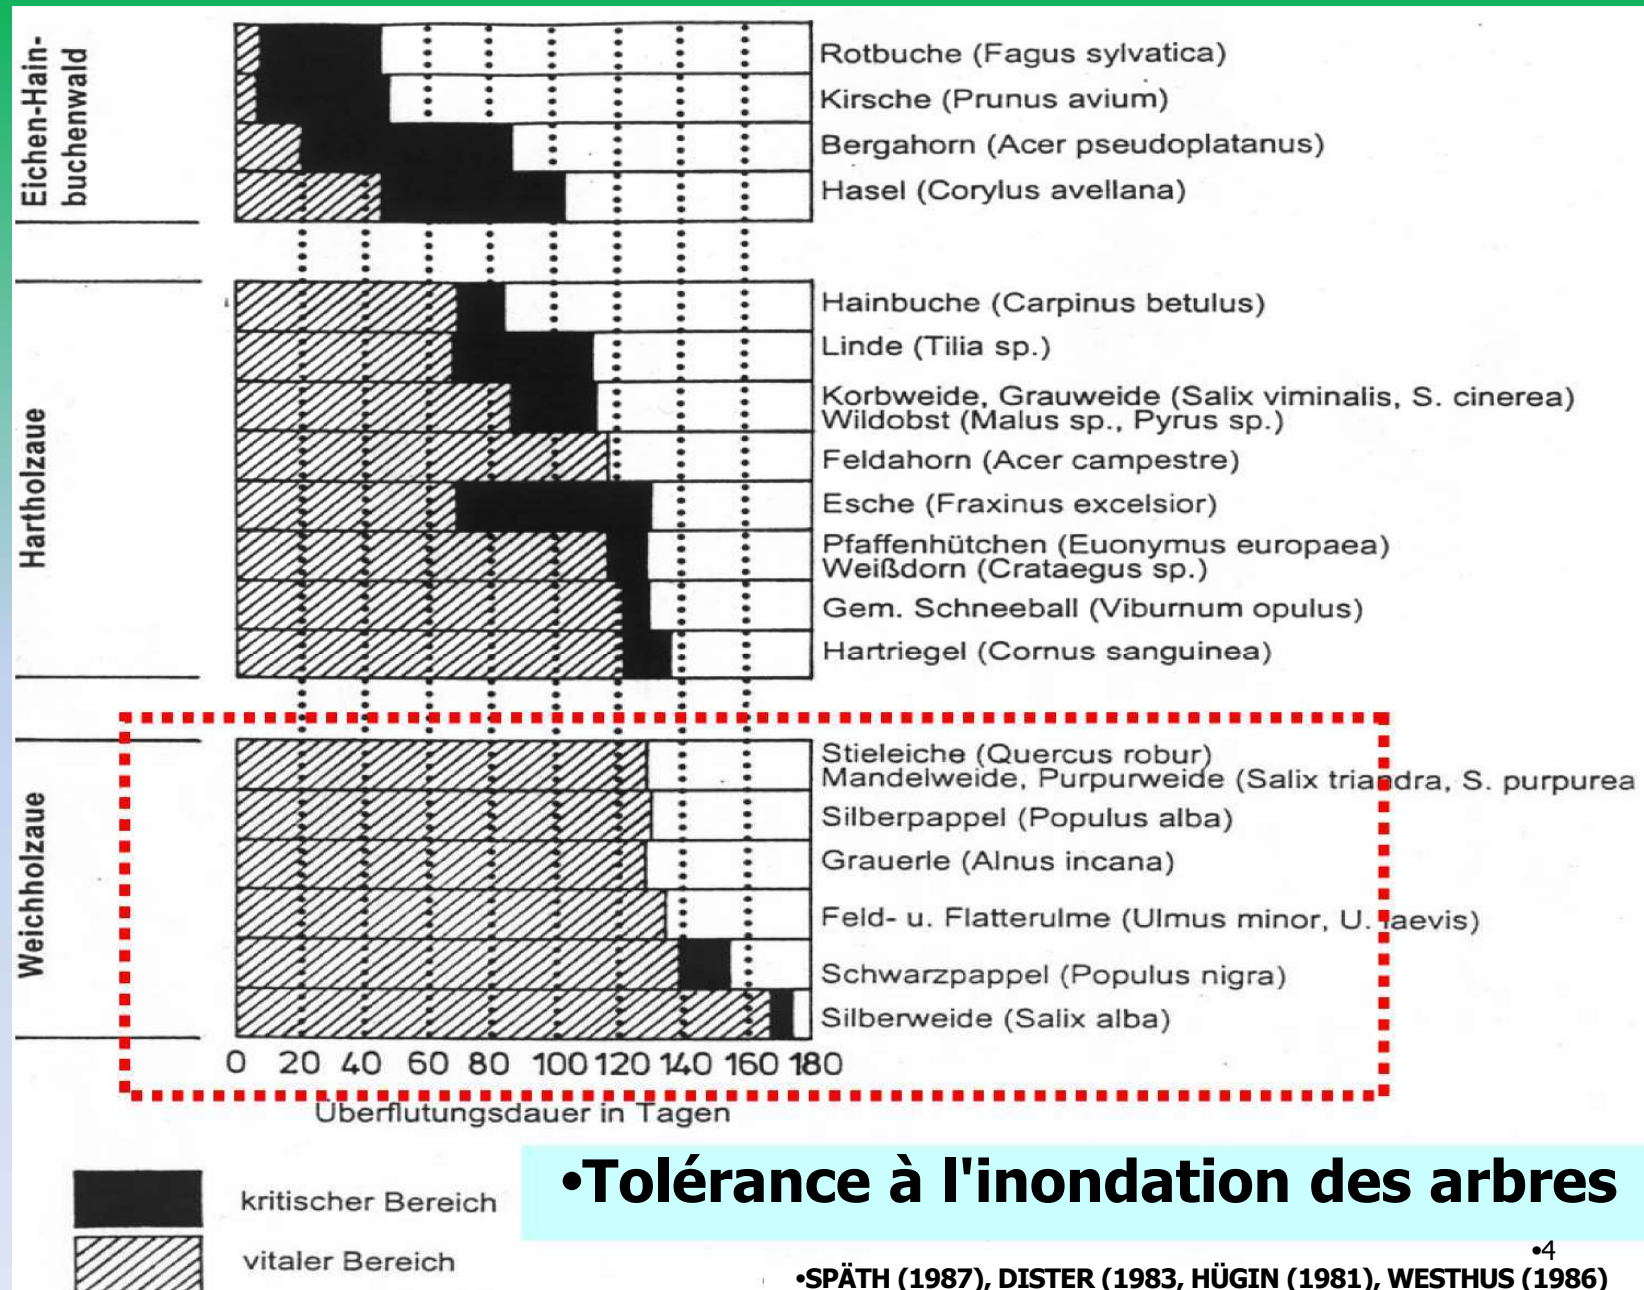 Eichen-Hain-
buchenwald
Rotbuche (Fagus sylvatica)
Kirsche (Prunus avium)
Bergahorn (Acer pseudoplatanus)
Hasel (Corylus avellana)
Hartholzaue
Hainbuche (Carpinus betulus)
Linde (Tilia sp.)
Korbweide, Grauweide (Salix viminalis, S. cinerea)
Wildobst (Malus sp., Pyrus sp.)
Feldahorn (Acer campestre)
Esche (Fraxinus excelsior)
Pfaffenhütchen (Euonymus europaea)
Weißdorn (Crataegus sp.)
Gem. Schneeball (Viburnum opulus)
Hartriegel (Cornus sanguinea)
Weichholzaue
Stieleiche (Quercus robur)
Mandelweide, Purpurweide (Salix triandra, S. purpurea
Silberpappel (Populus alba)
Grauerle (Alnus incana)
Feld- u. Flatterulme (Ulmus minor, U. laevis)
Schwarzpappel (Populus nigra)
Silberweide (Salix alba)
0 20 40 60 80 100 120 140 160 180
Überflutungsdauer in Tagen
kritischer Bereich
vitaler Bereich
•Tolérance à l'inondation des arbres
•4
•SPÄTH (1987), DISTER (1983, HÜGIN (1981), WESTHUS (1986)